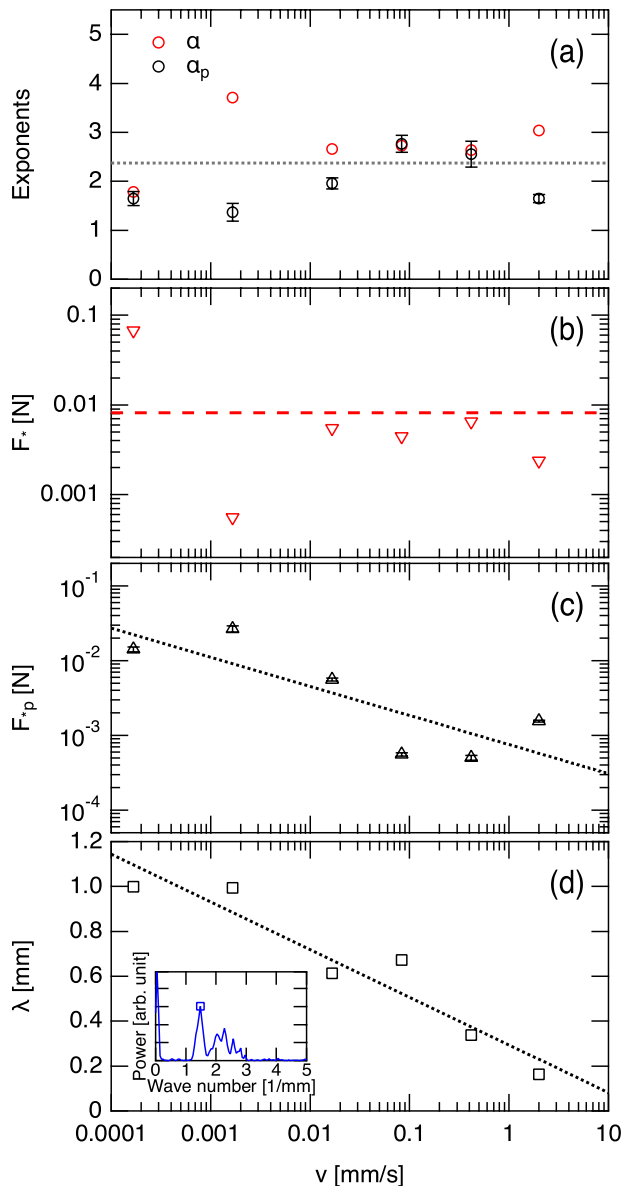 (a)
α
αp
Exponents
5
4
3
2
1
0
(b)
F* [N]
0.1
0.01
0.001
(c)
F*p [N]
10-1
10-2
10-3
10-4
(d)
λ [mm]
1.2
1.0
0.8
0.6
0.4
0.2
0
Power [arb. unit]
0 1 2 3 4 5
Wave number [1/mm]
0.0001 0.001 0.01 0.1 1 10
v [mm/s]